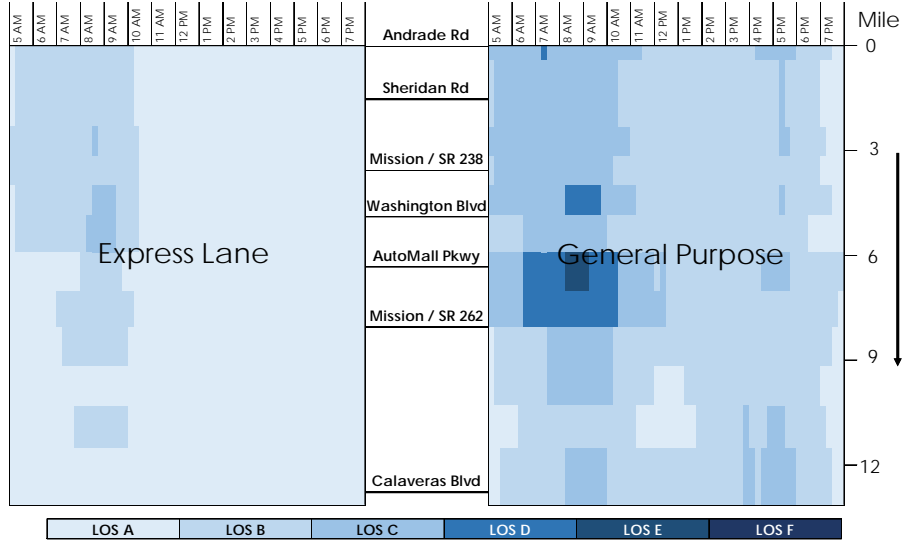 5 AM 6 AM 7 AM 8 AM 9 AM 10 AM 11 AM 12 PM 1 PM 2 PM 3 PM 4 PM 5 PM 6 PM 7 PM
5 AM 6 AM 7 AM 8 AM 9 AM 10 AM 11 AM 12 PM 1 PM 2 PM 3 PM 4 PM 5 PM 6 PM 7 PM
Mile
Andrade Rd
0
Sheridan Rd
3
Mission / SR 238
Washington Blvd
Express Lane
AutoMall Pkwy
General Purpose
6
Mission / SR 262
9
12
Calaveras Blvd
LOS A LOS B LOS C LOS D LOS E LOS F